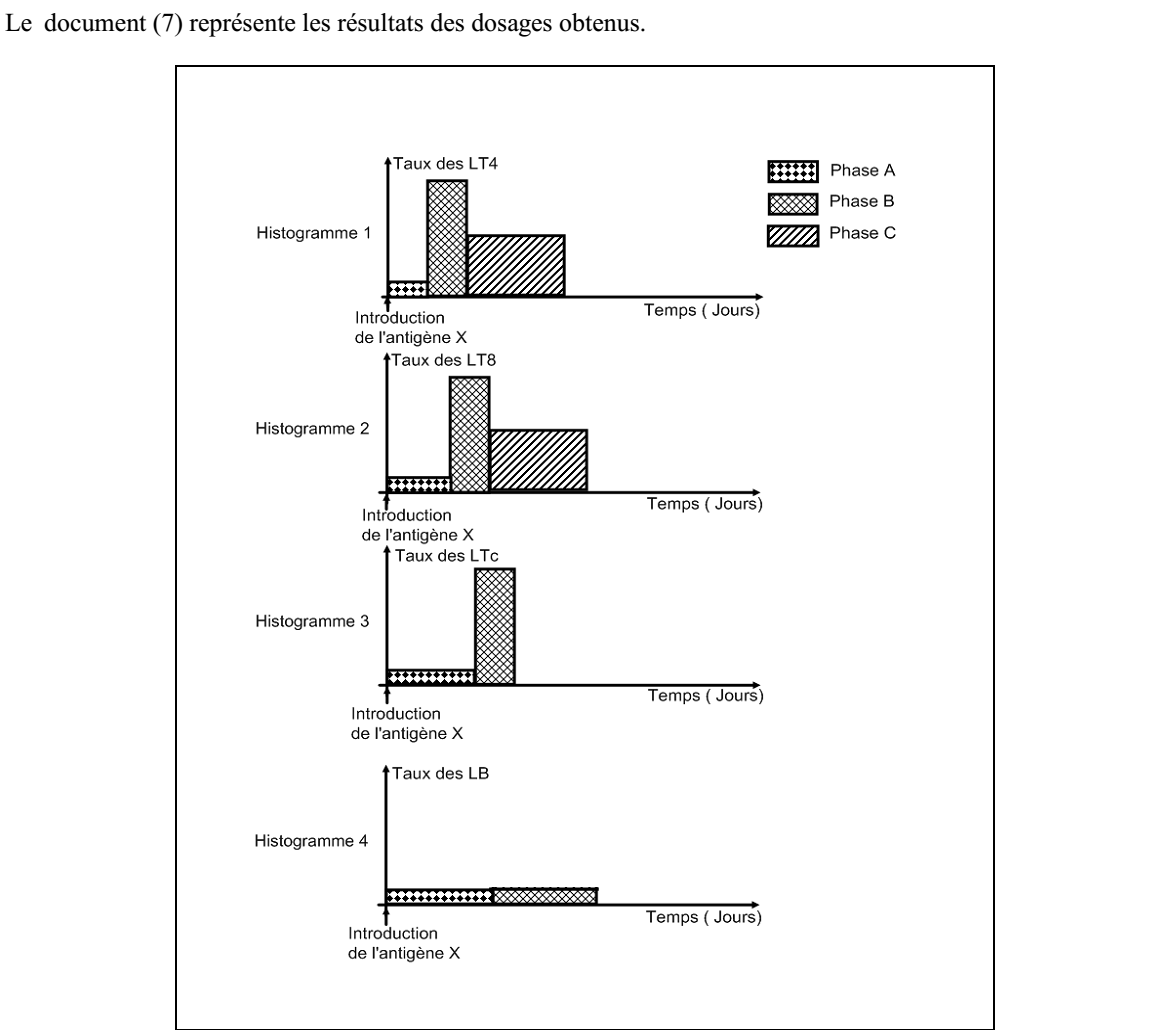 Le document (7) représente les résultats des dosages obtenus.
Taux des LT4
Phase A
Phase B
Phase C
Histogramme 1
Temps ( Jours)
Introduction
de l'antigène X
Taux des LT8
Histogramme 2
Temps ( Jours)
Introduction
de l'antigène X
Taux des LTc
Histogramme 3
Temps ( Jours)
Introduction
de l'antigène X
Taux des LB
Histogramme 4
Temps ( Jours)
Introduction
de l'antigène X